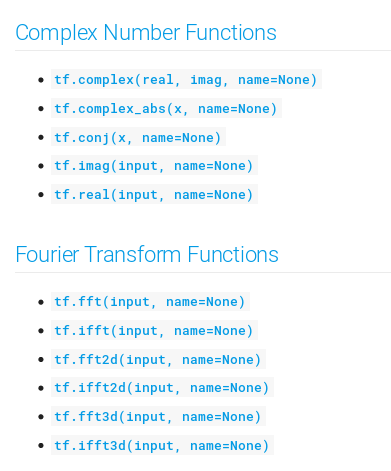 Complex Number Functions
tf.complex(real, imag, name=None)
tf.complex_abs(x, name=None)
tf.conj(x, name=None)
tf.imag(input, name=None)
tf.real(input, name=None)
Fourier Transform Functions
tf.fft(input, name=None)
tf.ifft(input, name=None)
tf.fft2d(input, name=None)
tf.ifft2d(input, name=None)
tf.fft3d(input, name=None)
tf.ifft3d(input, name=None)